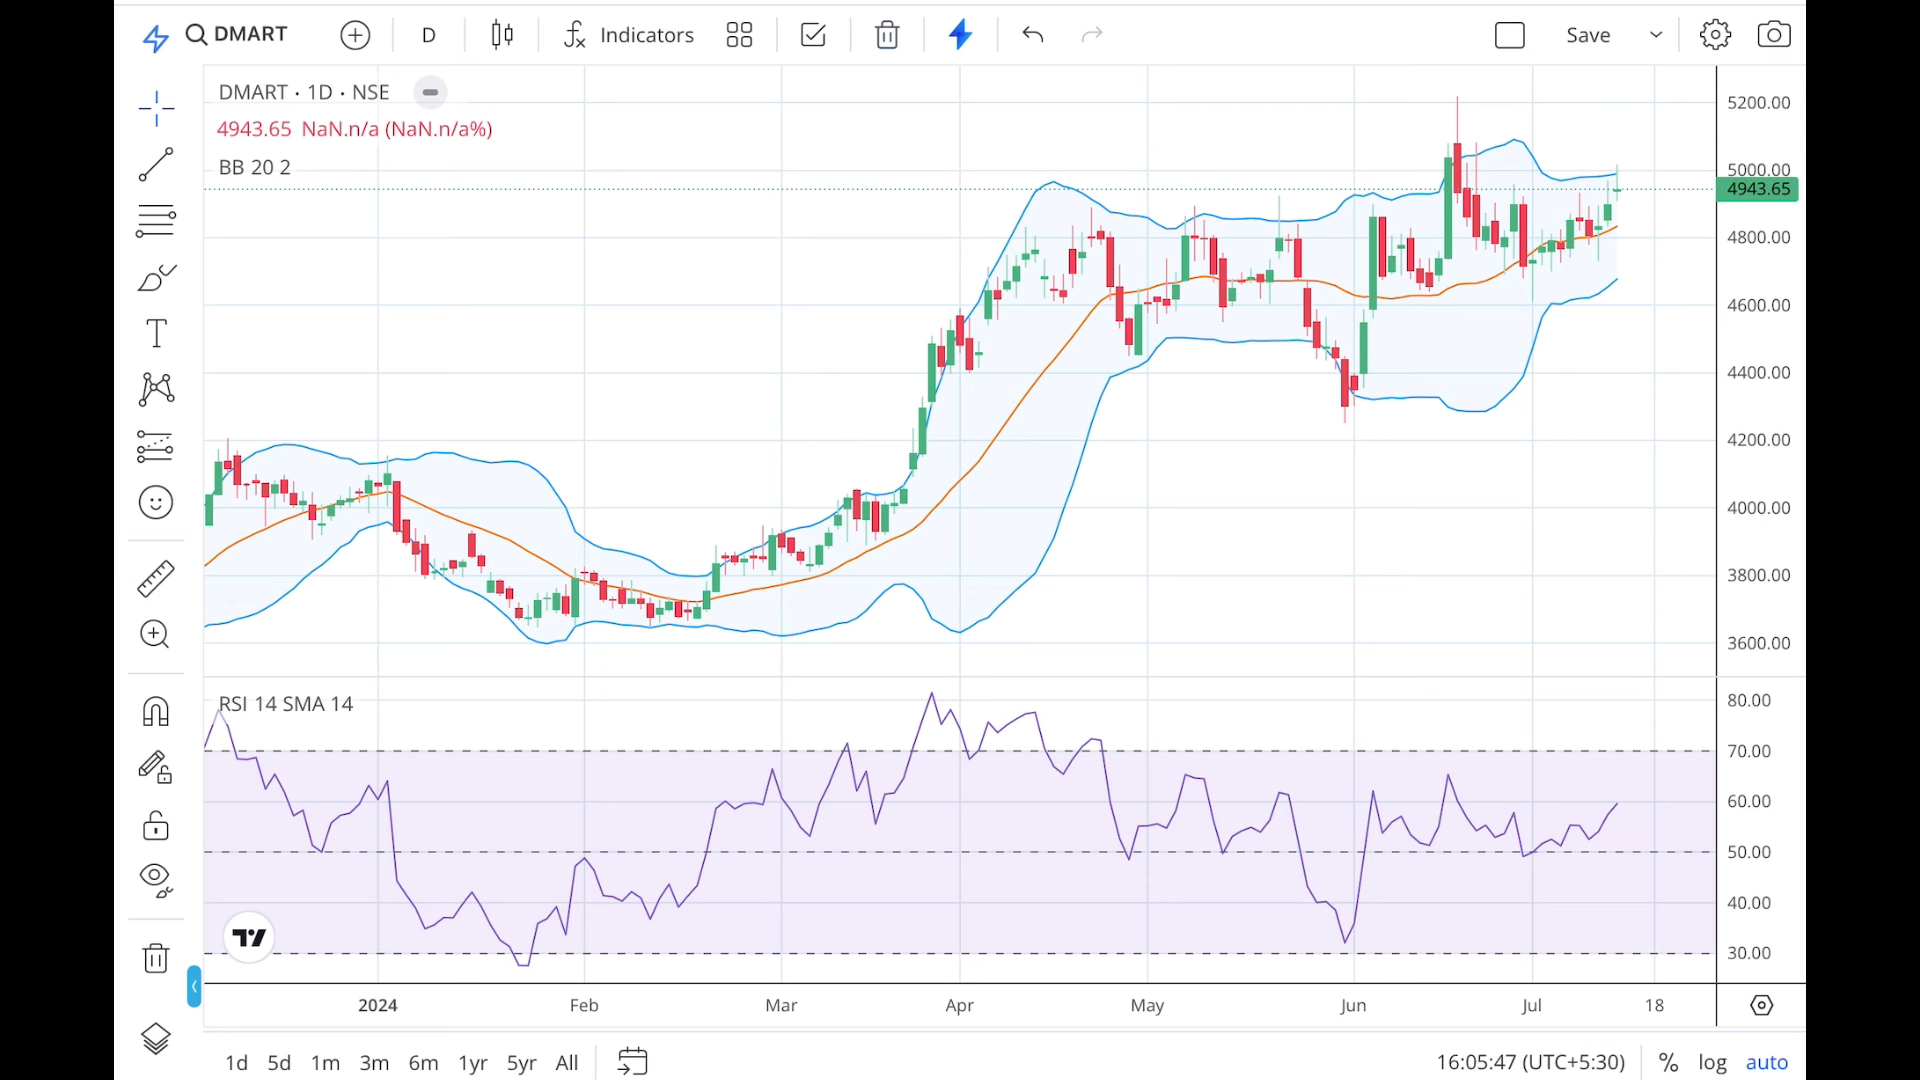 DMART
D
Indicators
Save
DMART · 1D · NSE
4943.65 NaN.n/a (NaN.n/a%)
BB 20 2
5200.00
5000.00
4943.65
4800.00
4600.00
4400.00
4200.00
4000.00
3800.00
3600.00
RSI 14 SMA 14
80.00
70.00
60.00
50.00
40.00
30.00
2024 Feb Mar Apr May Jun Jul 18
1d 5d 1m 3m 6m 1yr 5yr All
16:05:47 (UTC+5:30) % log auto